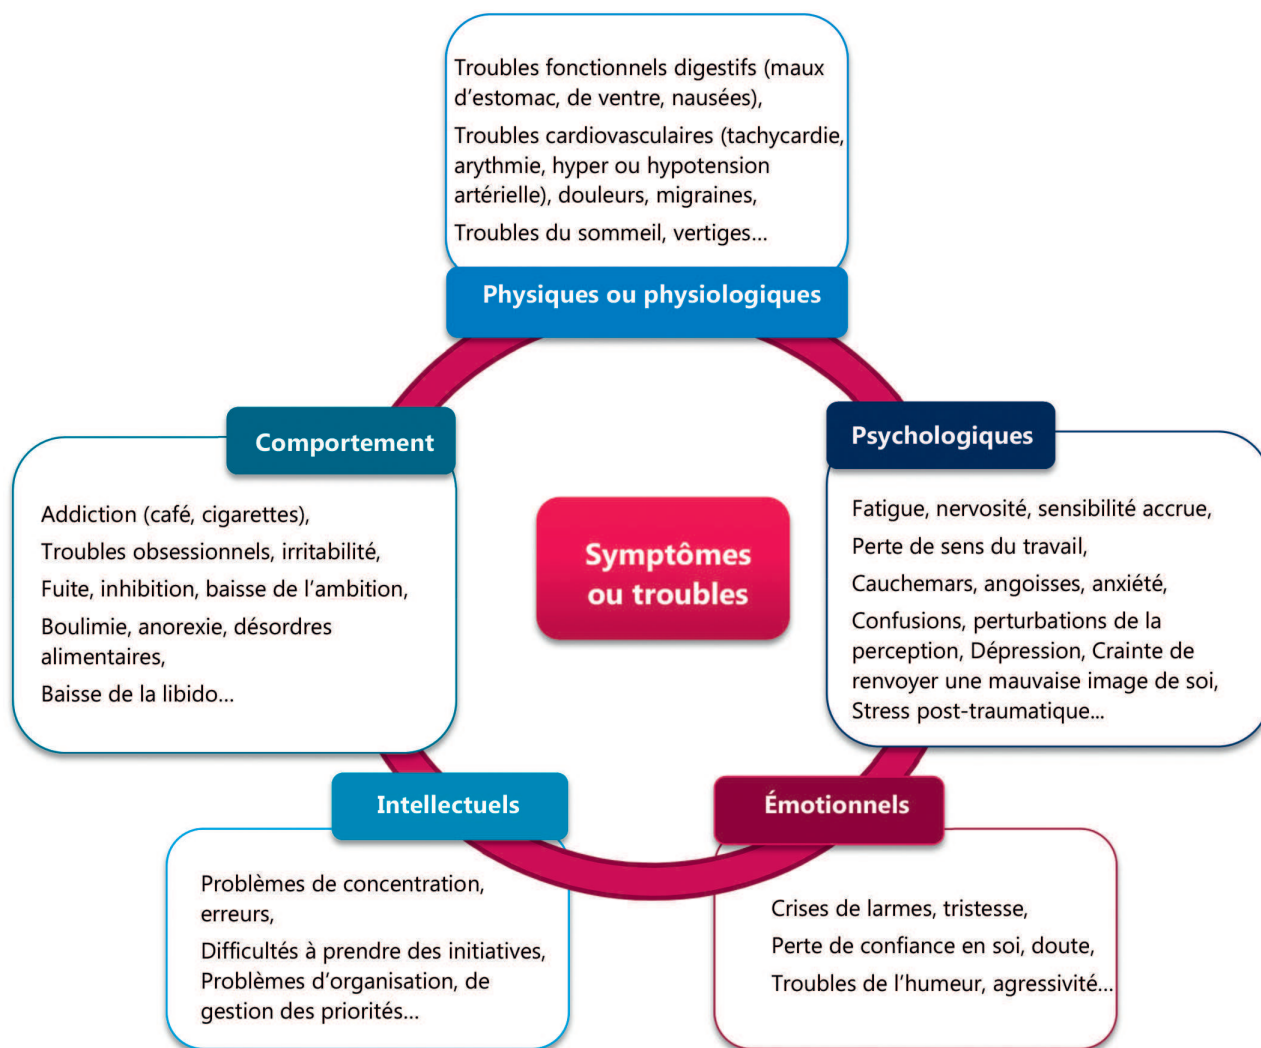 Troubles fonctionnels digestifs (maux
d’estomac, de ventre, nausées),
Troubles cardiovasculaires (tachycardie,
arythmie, hyper ou hypotension
artérielle), douleurs, migraines,
Troubles du sommeil, vertiges...
Physiques ou physiologiques
Comportement
Addiction (café, cigarettes),
Troubles obsessionnels, irritabilité,
Fuite, inhibition, baisse de l’ambition,
Boulimie, anorexie, désordres
alimentaires,
Baisse de la libido...
Symptômes
ou troubles
Psychologiques
Fatigue, nervosité, sensibilité accrue,
Perte de sens du travail,
Cauchemars, angoisses, anxiété,
Confusions, perturbations de la
perception, Dépression, Crainte de
renvoyer une mauvaise image de soi,
Stress post-traumatique...
Intellectuels
Problèmes de concentration,
erreurs,
Difficultés à prendre des initiatives,
Problèmes d’organisation, de
gestion des priorités...
Émotionnels
Crises de larmes, tristesse,
Perte de confiance en soi, doute,
Troubles de l’humeur, agressivité...